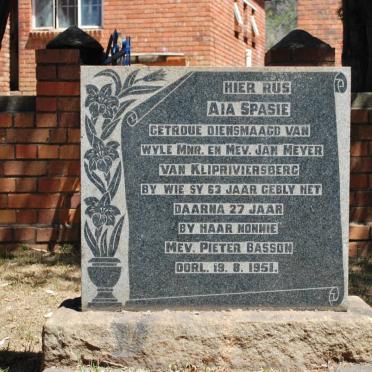 HIER RUS
AIA SPASIE
GETROUE DIENSMAAGD VAN
WYLE MNR. EN MEV. JAN MEYER
VAN KLIPRIVIERSBERG
BY WIE SY 63 JAAR GEBLY HET
DAARNA 27 JAAR
BY HAAR NONNIE
MEV. PIETER BASSON
OORL. 19. 8. 1951.